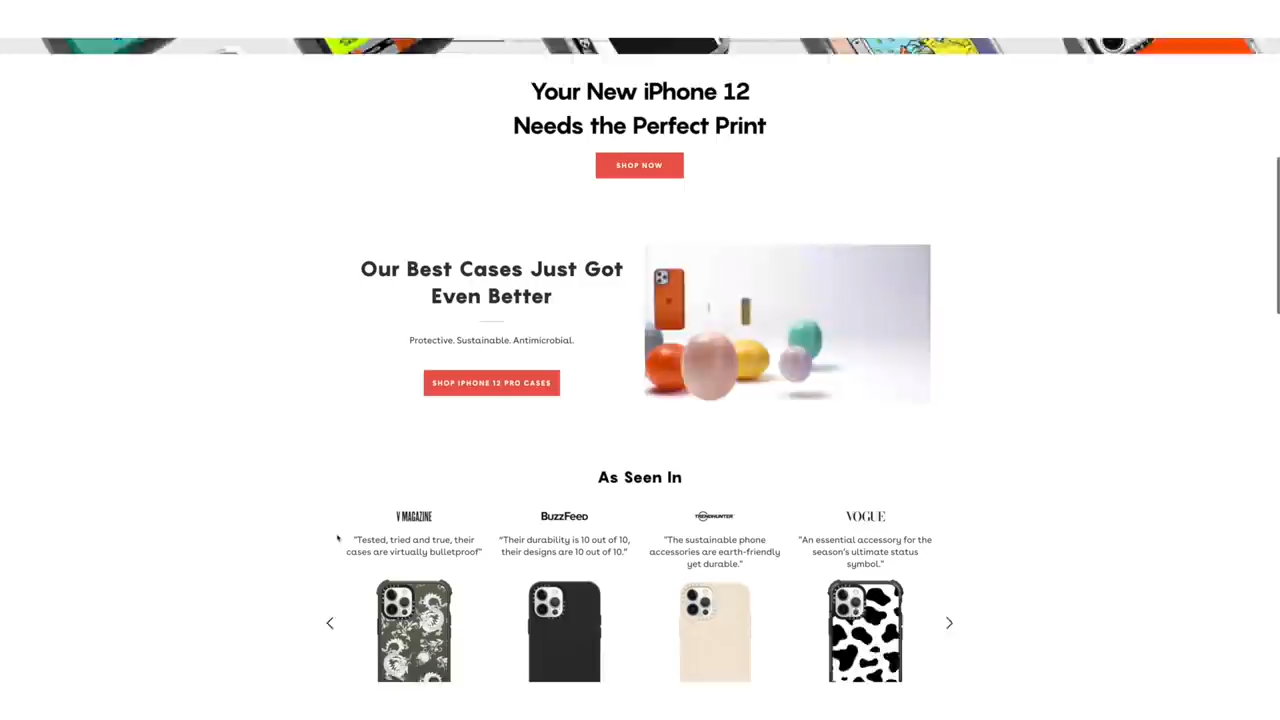 Your New iPhone 12
Needs the Perfect Print
SHOP NOW
Our Best Cases Just Got
Even Better
Protective. Sustainable. Antimicrobial.
SHOP IPHONE 12 PRO CASES
As Seen In
V MAGAZINE
"Tested, tried and true, their
cases are virtually bulletproof"
BuzzFeed
“Their durability is 10 out of 10,
their designs are 10 out of 10.”
TRENDHUNTER
"The sustainable phone
accessories are earth-friendly
yet durable."
VOGUE
"An essential accessory for the
season’s ultimate status
symbol."